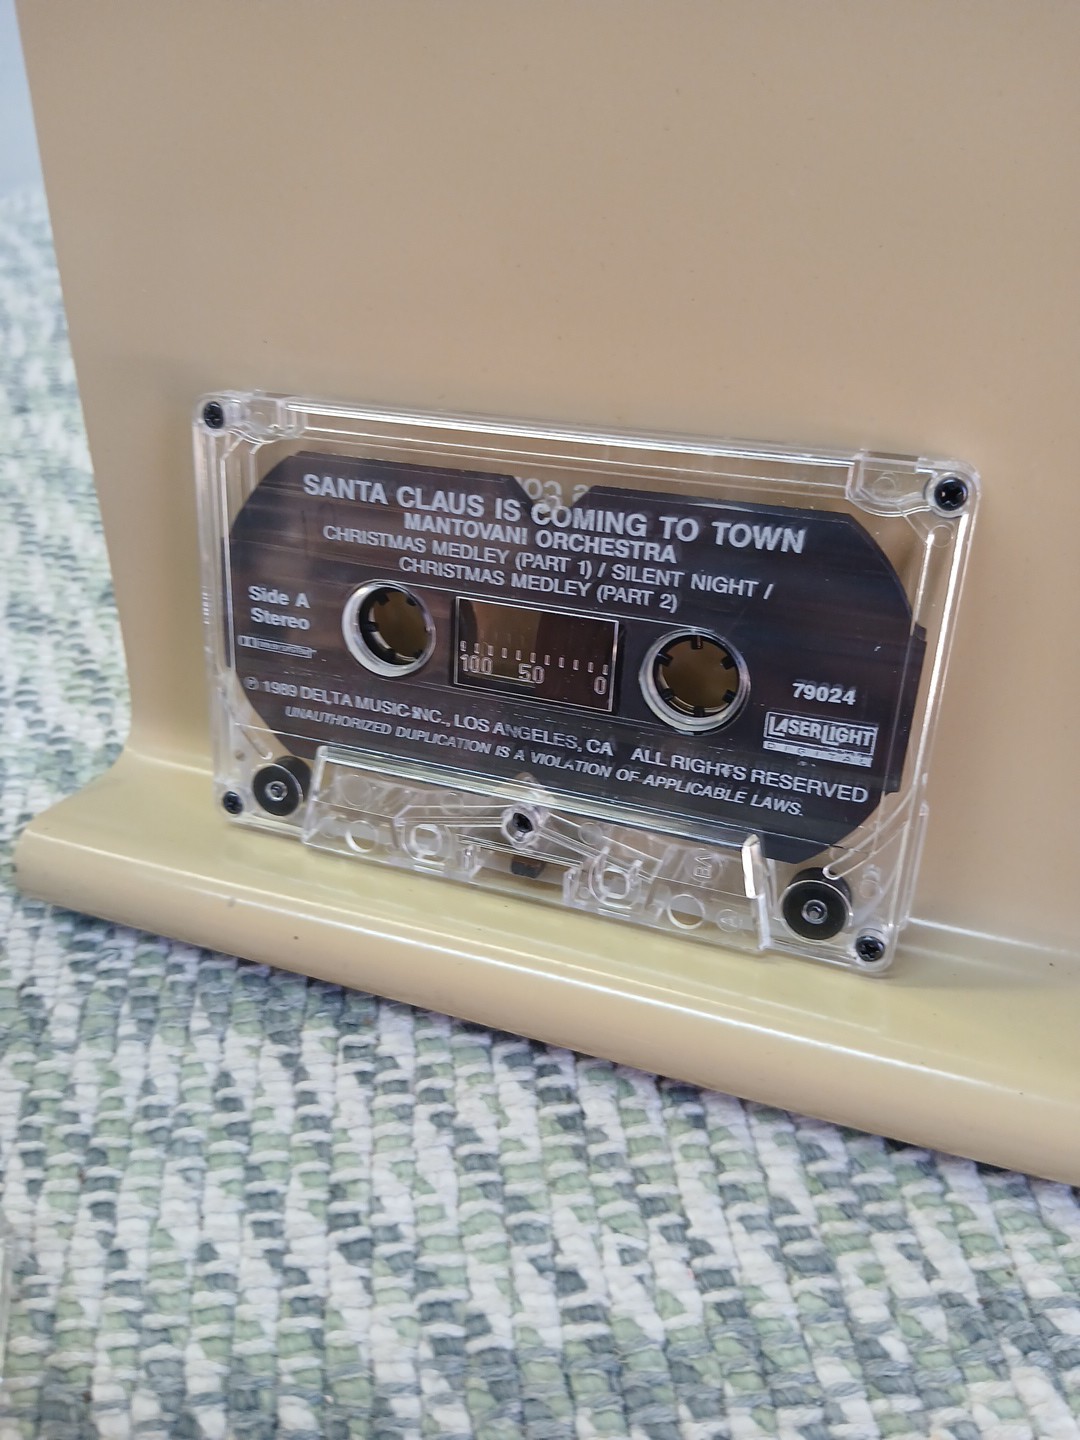 SANTA CLAUS IS COMING TO TOWN
MANTOVANI ORCHESTRA
CHRISTMAS MEDLEY (PART 1) / SILENT NIGHT /
CHRISTMAS MEDLEY (PART 2)
Side A
Stereo
100 50 0
79024
LASERLIGHT
DIGITAL
℗ 1989 DELTA MUSIC INC., LOS ANGELES, CA ALL RIGHTS RESERVED
UNAUTHORIZED DUPLICATION IS A VIOLATION OF APPLICABLE LAWS.